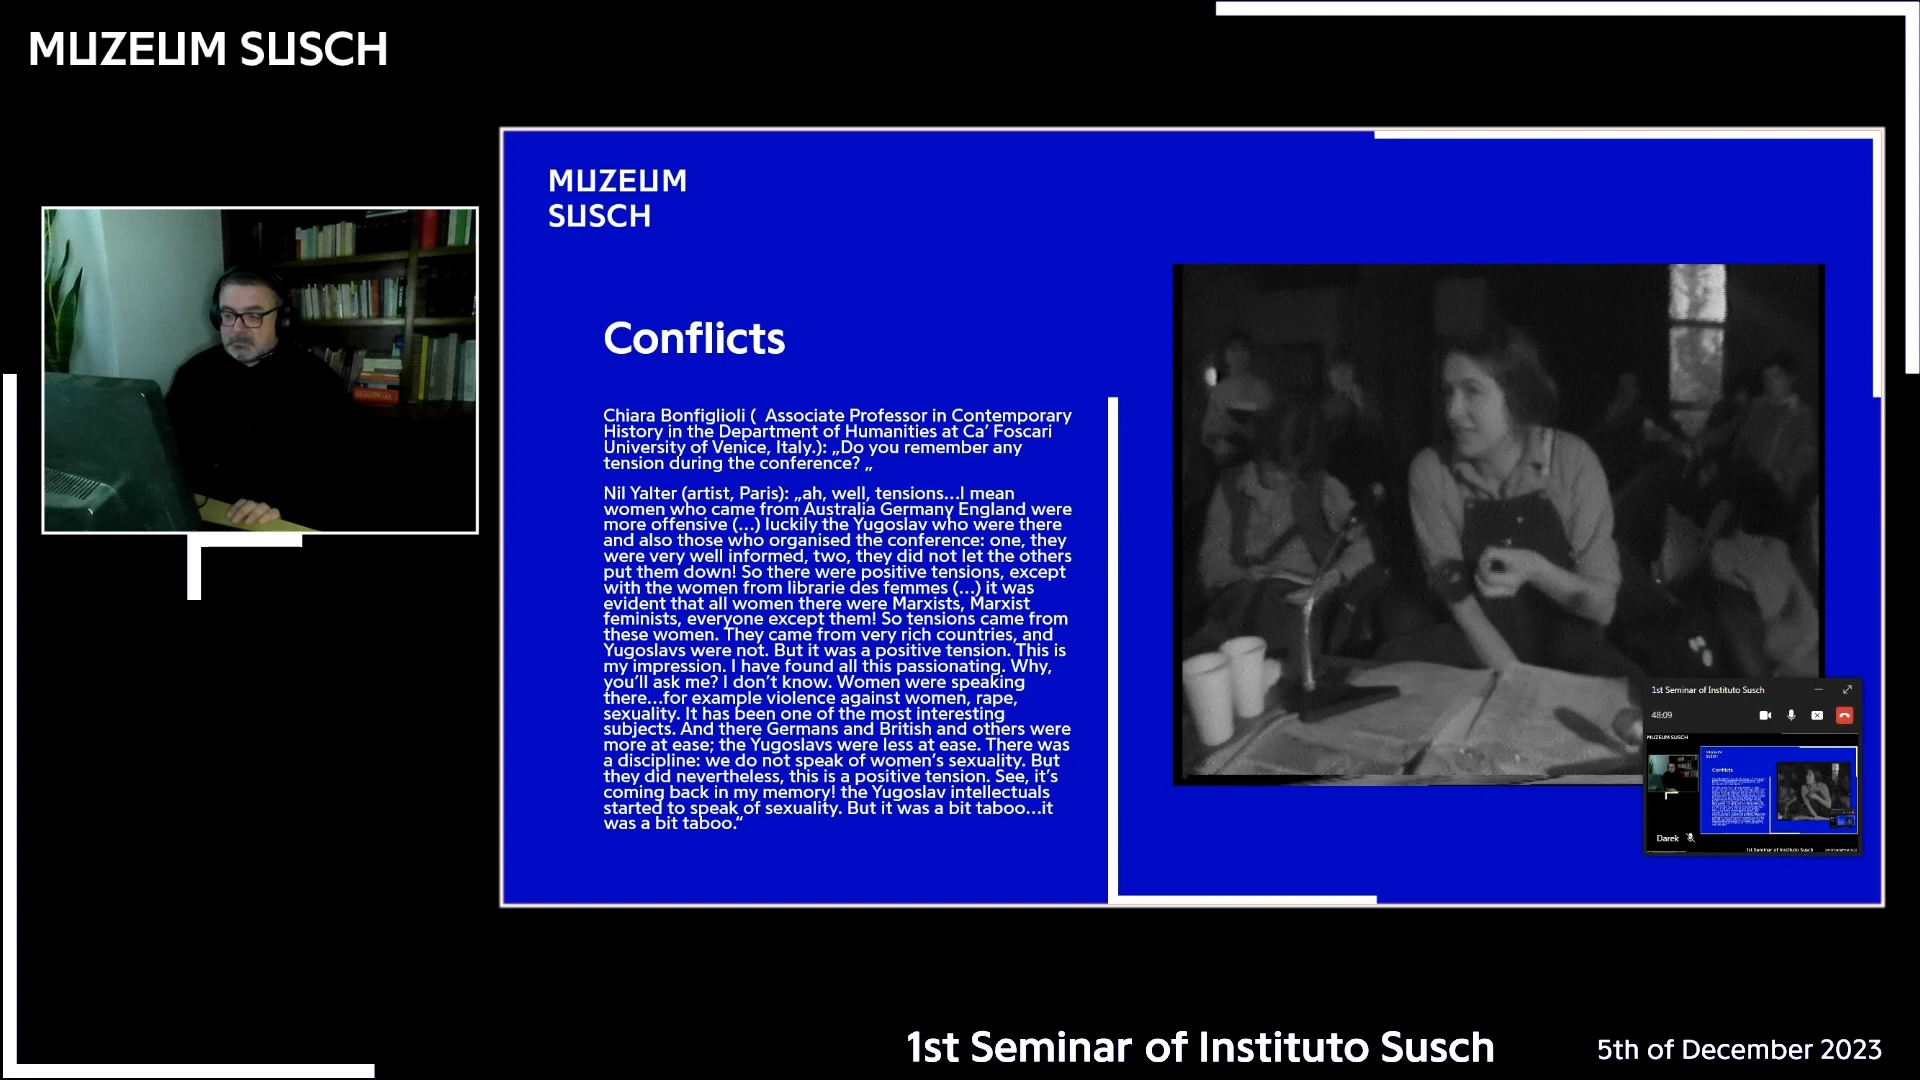 MUZEUM SUSCH
MUZEUM
SUSCH
Conflicts
Chiara Bonfiglioli ( Associate Professor in Contemporary
History in the Department of Humanities at Ca’ Foscari
University of Venice, Italy.): „Do you remember any
tension during the conference? „
Nil Yalter (artist, Paris): „ah, well, tensions...I mean
women who came from Australia Germany England were
more offensive (...) luckily the Yugoslav who were there
and also those who organised the conference: one, they
were very well informed, two, they did not let the others
put them down! So there were positive tensions, except
with the women from librarie des femmes (...) it was
evident that all women there were Marxists, Marxist
feminists, everyone except them! So tensions came from
these women. They came from very rich countries, and
Yugoslavs were not. But it was a positive tension. This is
my impression. I have found all this passionating. Why,
you’ll ask me? I don’t know. Women were speaking
there...for example violence against women, rape,
sexuality. It has been one of the most interesting
subjects. And there Germans and British and others were
more at ease; the Yugoslavs were less at ease. There was
a discipline: we do not speak of women’s sexuality. But
they did nevertheless, this is a positive tension. See, it’s
coming back in my memory! the Yugoslav intellectuals
started to speak of sexuality. But it was a bit taboo...it
was a bit taboo.“
1st Seminar of Instituto Susch
48:09
MUZEUM SUSCH
Conflicts
Darek
1st Seminar of Instituto Susch
1st Seminar of Instituto Susch
5th of December 2023